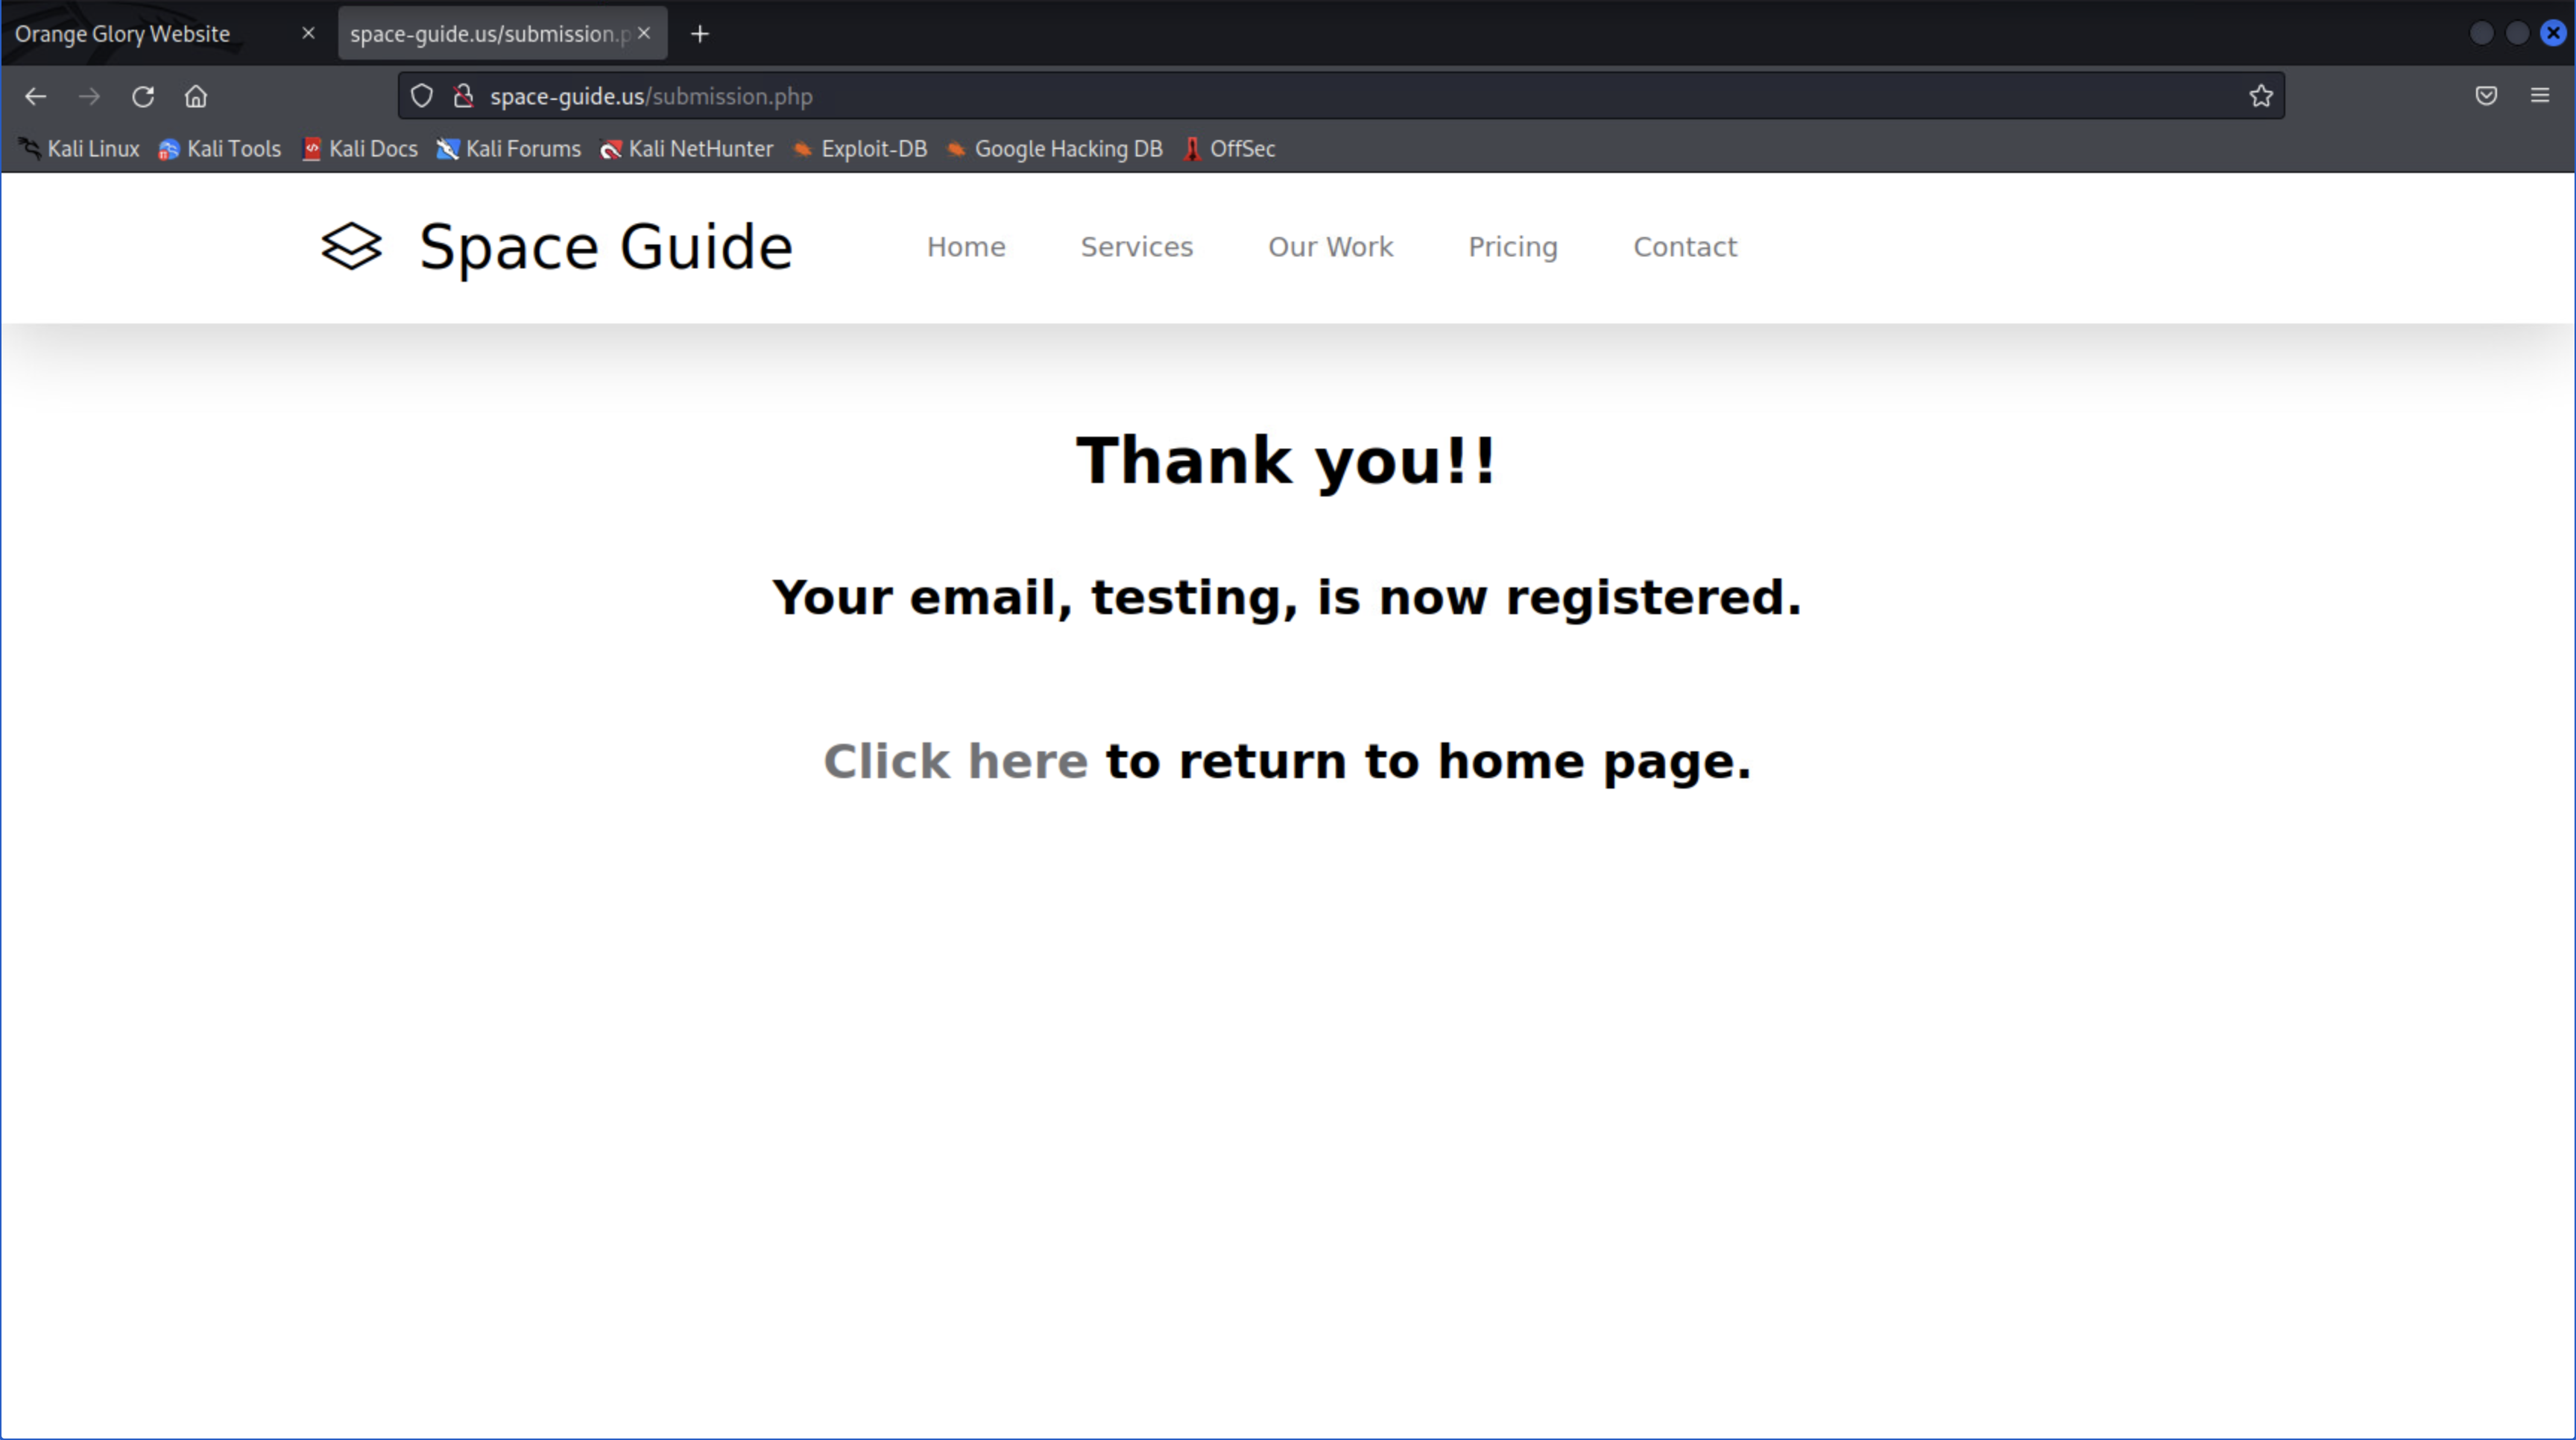 Orange Glory Website
space-guide.us/submission.p
space-guide.us/submission.php
Kali Linux Kali Tools Kali Docs Kali Forums Kali NetHunter Exploit-DB Google Hacking DB OffSec
Space Guide Home Services Our Work Pricing Contact
Thank you!!
Your email, testing, is now registered.
Click here to return to home page.